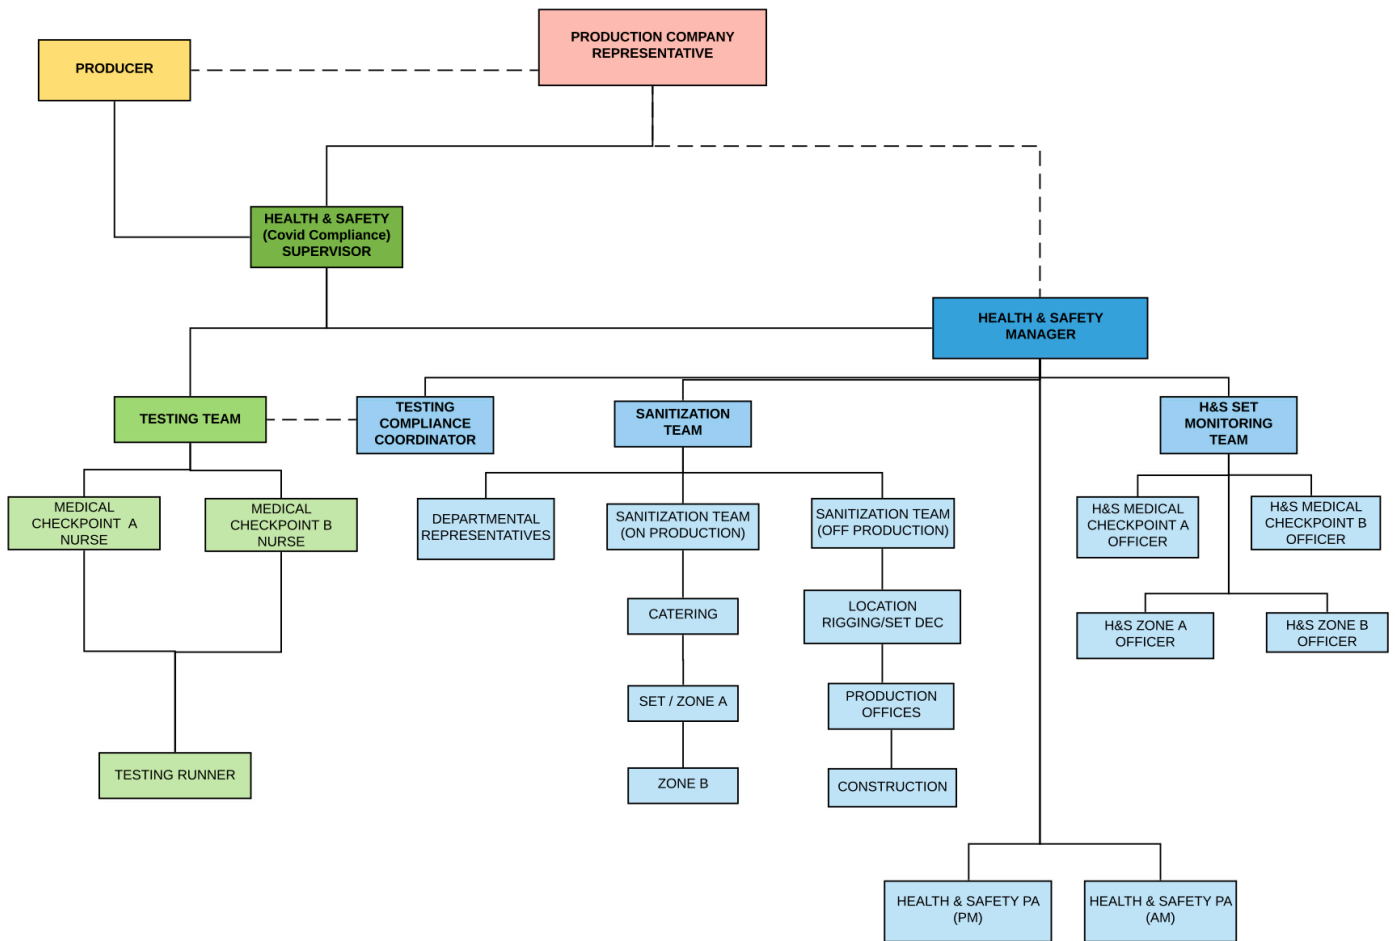 PRODUCTION COMPANY
REPRESENTATIVE
PRODUCER
HEALTH & SAFETY
(Covid Compliance)
SUPERVISOR
HEALTH & SAFETY
MANAGER
TESTING TEAM
TESTING
COMPLIANCE
COORDINATOR
SANITIZATION
TEAM
H&S SET
MONITORING
TEAM
MEDICAL
CHECKPOINT A
NURSE
MEDICAL
CHECKPOINT B
NURSE
DEPARTMENTAL
REPRESENTATIVES
SANITIZATION TEAM
(ON PRODUCTION)
SANITIZATION TEAM
(OFF PRODUCTION)
H&S MEDICAL
CHECKPOINT A
OFFICER
H&S MEDICAL
CHECKPOINT B
OFFICER
CATERING
LOCATION
RIGGING/SET DEC
H&S ZONE A
OFFICER
H&S ZONE B
OFFICER
SET / ZONE A
PRODUCTION
OFFICES
TESTING RUNNER
ZONE B
CONSTRUCTION
HEALTH & SAFETY PA
(PM)
HEALTH & SAFETY PA
(AM)